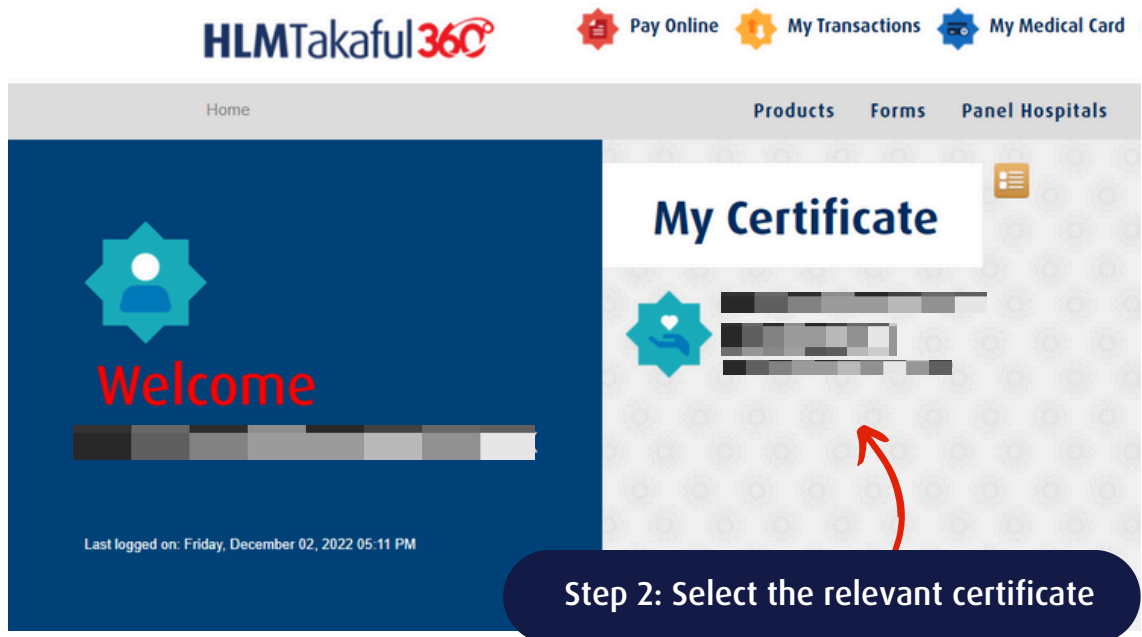 HLMTakaful360°
Pay Online My Transactions My Medical Card
Home Products Forms Panel Hospitals
My Certificate
Welcome
Last logged on: Friday, December 02, 2022 05:11 PM
Step 2: Select the relevant certificate